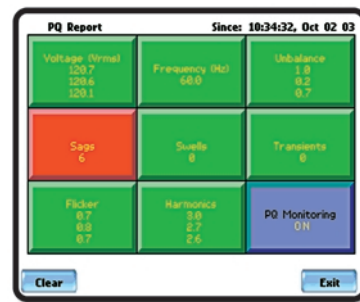 PQ Report Since: 10:34:32, Oct 02 03
Voltage (Vrms)
120.7
120.6
120.1
Frequency (Hz)
60.0
Unbalance
1.0
0.2
0.7
Sags
6
Swells
0
Transients
0
Flicker
0.7
0.8
0.7
Harmonics
3.0
2.7
2.6
PQ Monitoring
ON
Clear Exit